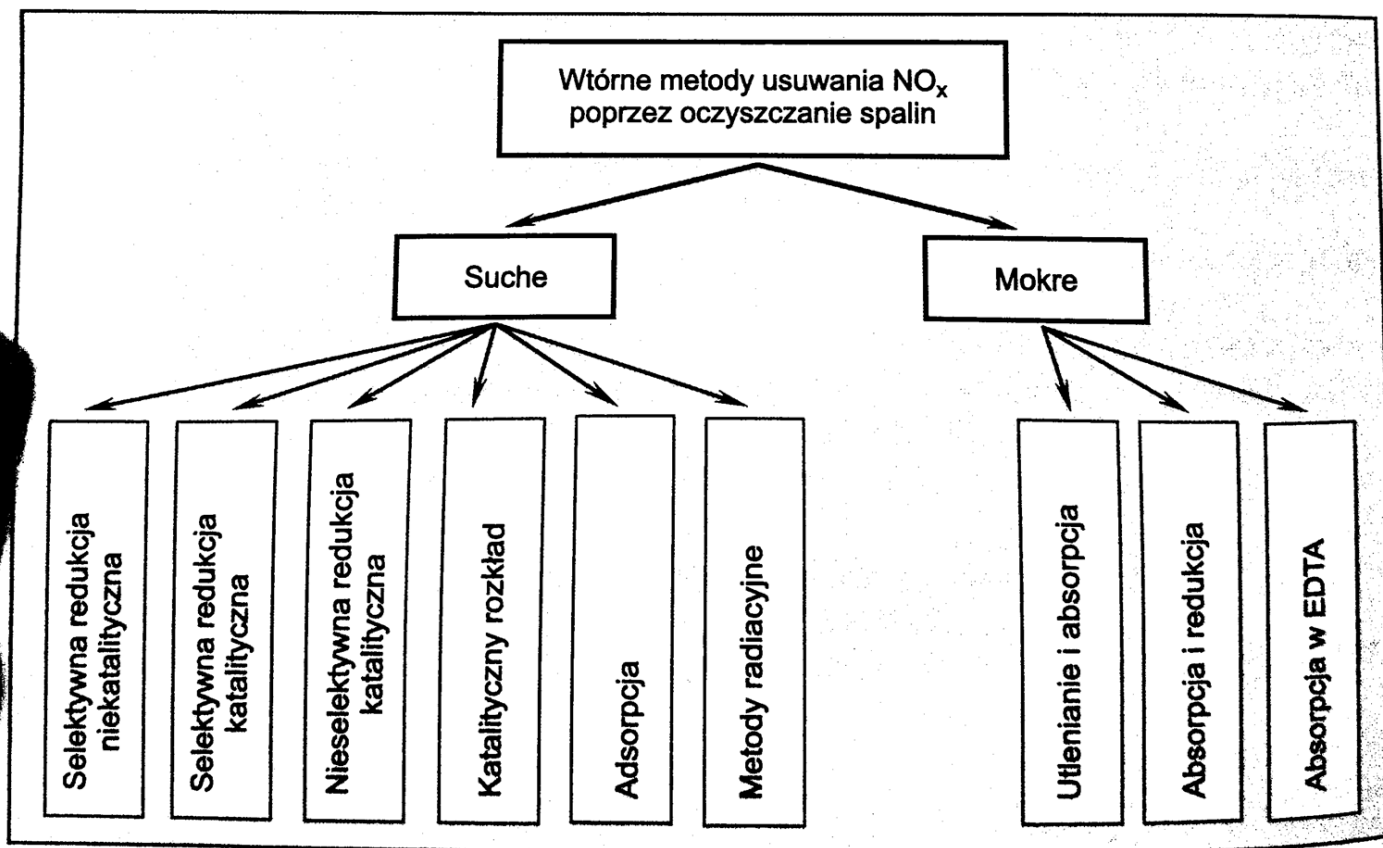 Wtórne metody usuwania NOx
poprzez oczyszczanie spalin
Suche
Mokre
Selektywna redukcja
niekatalityczna
Selektywna redukcja
katalityczna
Nieselektywna redukcja
katalityczna
Katalityczny rozkład
Adsorpcja
Metody radiacyjne
Utlenianie i absorpcja
Absorpcja i redukcja
Absorpcja w EDTA